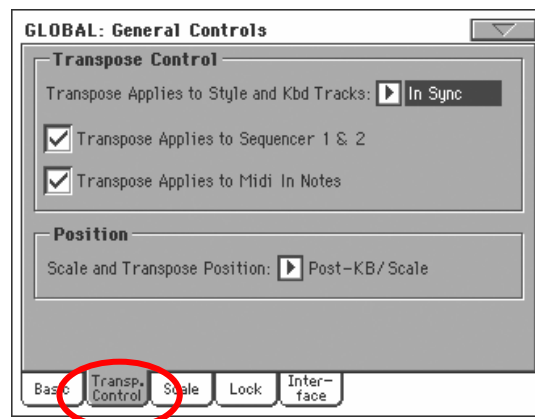 GLOBAL: General Controls
Transpose Control
Transpose Applies to Style and Kbd Tracks: In Sync
Transpose Applies to Sequencer 1 & 2
Transpose Applies to Midi In Notes
Position
Scale and Transpose Position: Post-KB/Scale
Basic
Transp.
Control
Scale
Lock
Inter-
face